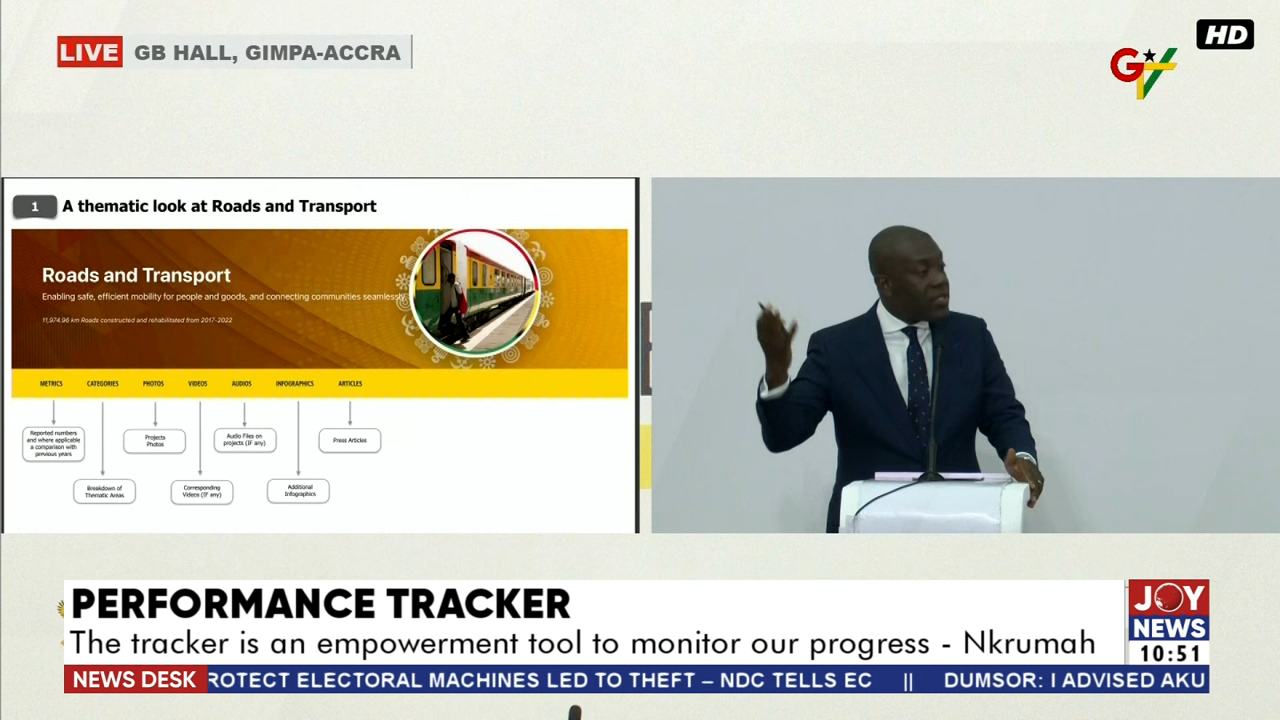 LIVE GB HALL, GIMPA-ACCRA
HD
GTV
1 A thematic look at Roads and Transport
Roads and Transport
Enabling safe, efficient mobility for people and goods, and connecting communities seamlessly.
11,974.96 km Roads constructed and rehabilitated from 2017-2022
METRICS CATEGORIES PHOTOS VIDEOS AUDIOS INFOGRAPHICS ARTICLES
Reported numbers
and where applicable
a comparison with
previous years
Projects
Photos
Audio Files on
projects (IF any)
Press Articles
Breakdown of
Thematic Areas
Corresponding
Videos (IF any)
Additional
Infographics
PERFORMANCE TRACKER
The tracker is an empowerment tool to monitor our progress - Nkrumah
JOY
NEWS
10:51
NEWS DESK ROTECT ELECTORAL MACHINES LED TO THEFT – NDC TELLS EC || DUMSOR: I ADVISED AKU